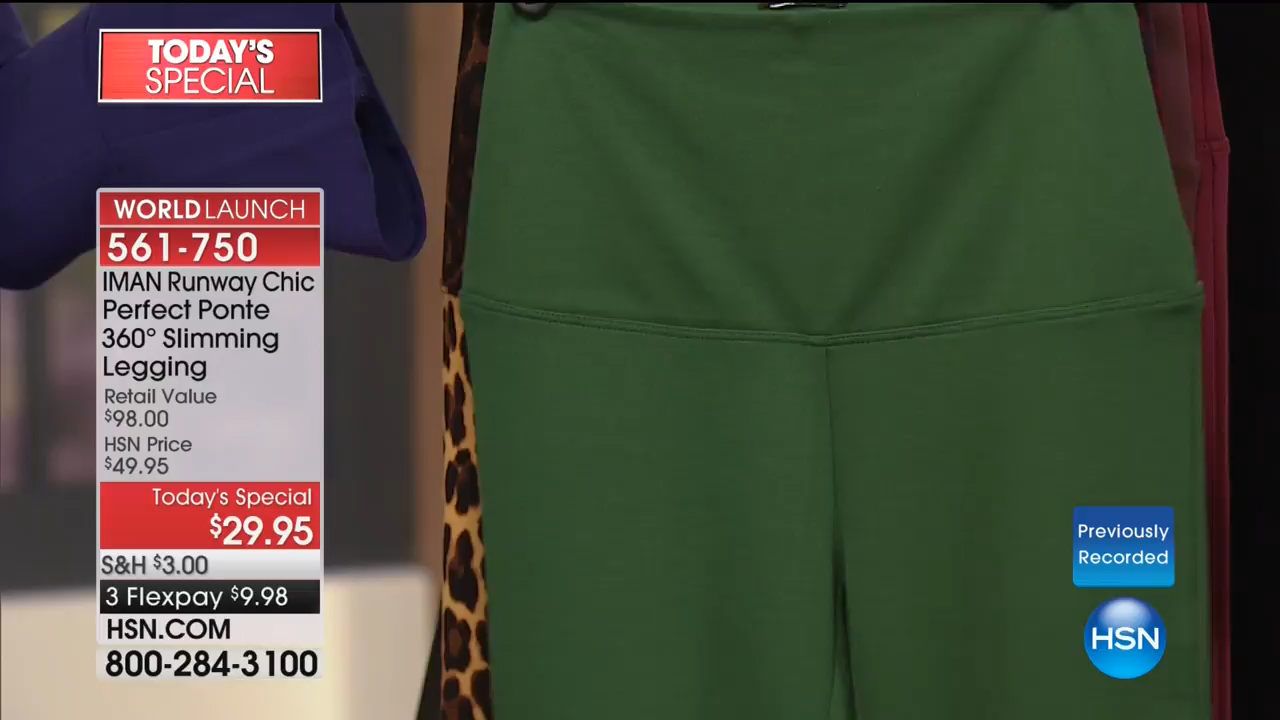 TODAY'S
SPECIAL
WORLD LAUNCH
561-750
IMAN Runway Chic
Perfect Ponte
360° Slimming
Legging
Retail Value
$98.00
HSN Price
$49.95
Today's Special
$29.95
S&H $3.00
3 Flexpay $9.98
HSN.COM
800-284-3100
Previously
Recorded
HSN